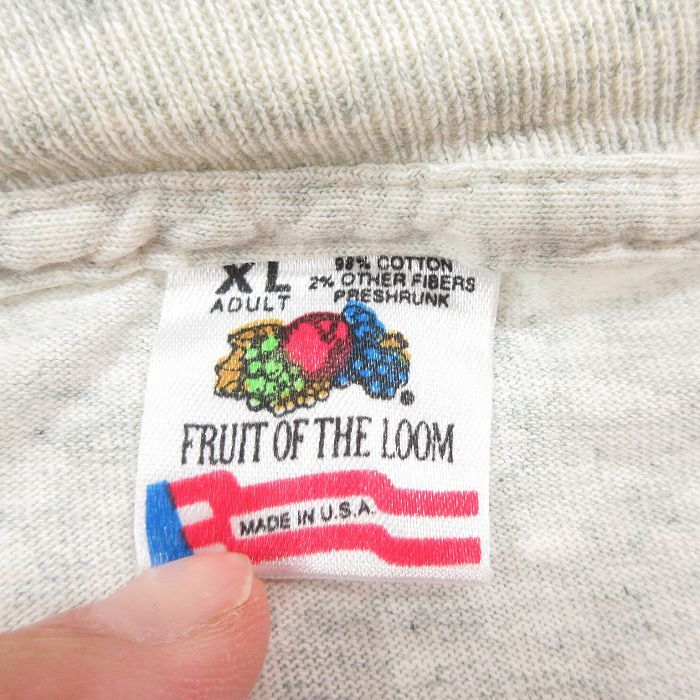 XL
ADULT
98% COTTON
2% OTHER FIBERS
PRESHRUNK
®
FRUIT OF THE LOOM
MADE IN U.S.A.